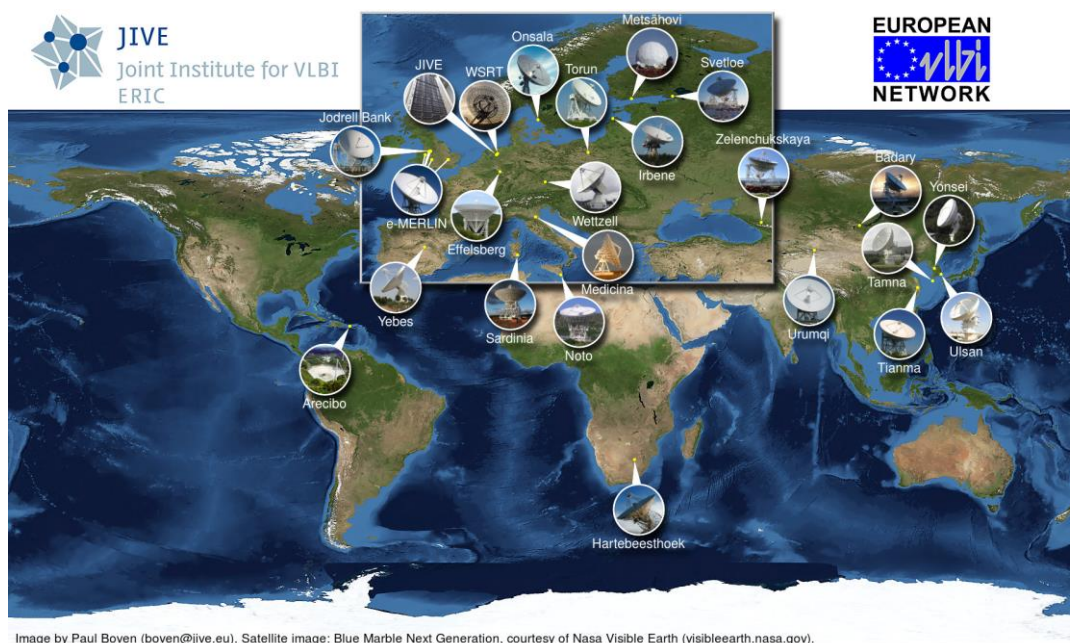 JIVE
Joint Institute for VLBI
ERIC
EUROPEAN
vlbi
NETWORK
Metsähovi
Onsala
JIVE
WSRT
Torun
Svetloe
Jodrell Bank
Zelenchukskaya
Badary
Yonsei
Irbene
e-MERLIN
Wettzell
Effelsberg
Tamna
Medicina
Yebes
Sardinia
Noto
Urumqi
Tianma
Ulsan
Arecibo
Hartebeesthoek
Image by Paul Boven (boven@jive.eu). Satellite image: Blue Marble Next Generation, courtesy of Nasa Visible Earth (visibleearth.nasa.gov).